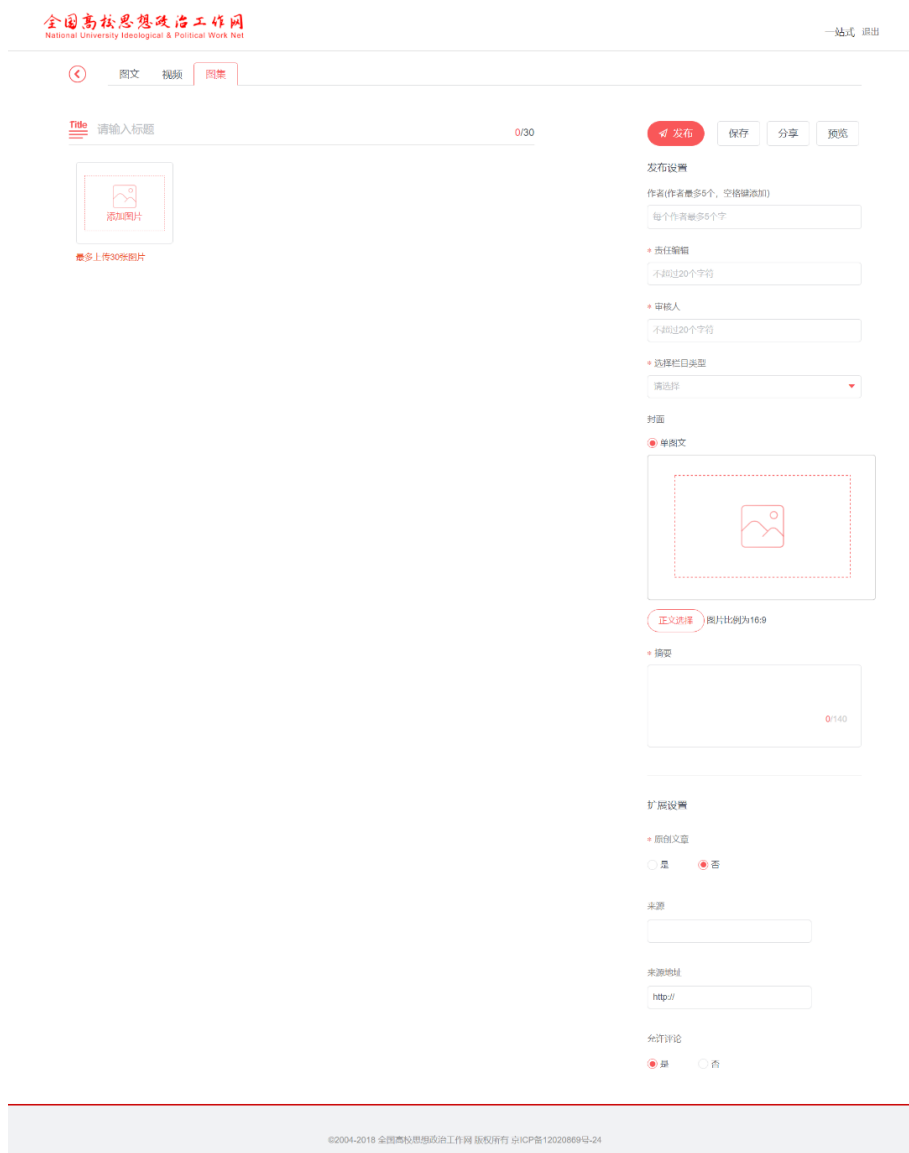 全国高校思想政治工作网
National University Ideological & Political Work Net
一站式 退出
图文 视频 图集
Title 请输入标题 0/30
发布 保存 分享 预览
添加图片
最多上传30张图片
发布设置
作者(作者最多5个，空格键添加)
每个作者最多8个字
* 责任编辑
不超过20个字符
* 审核人
不超过20个字符
* 选择栏目类型
请选择
封面
单图文
正文选择 图片比例为16:9
* 摘要
0/140
扩展设置
* 原创文章
是 否
来源
来源地址
http://
允许评论
是 否
©2004-2018 全国高校思想政治工作网 版权所有 京ICP备12020869号-24